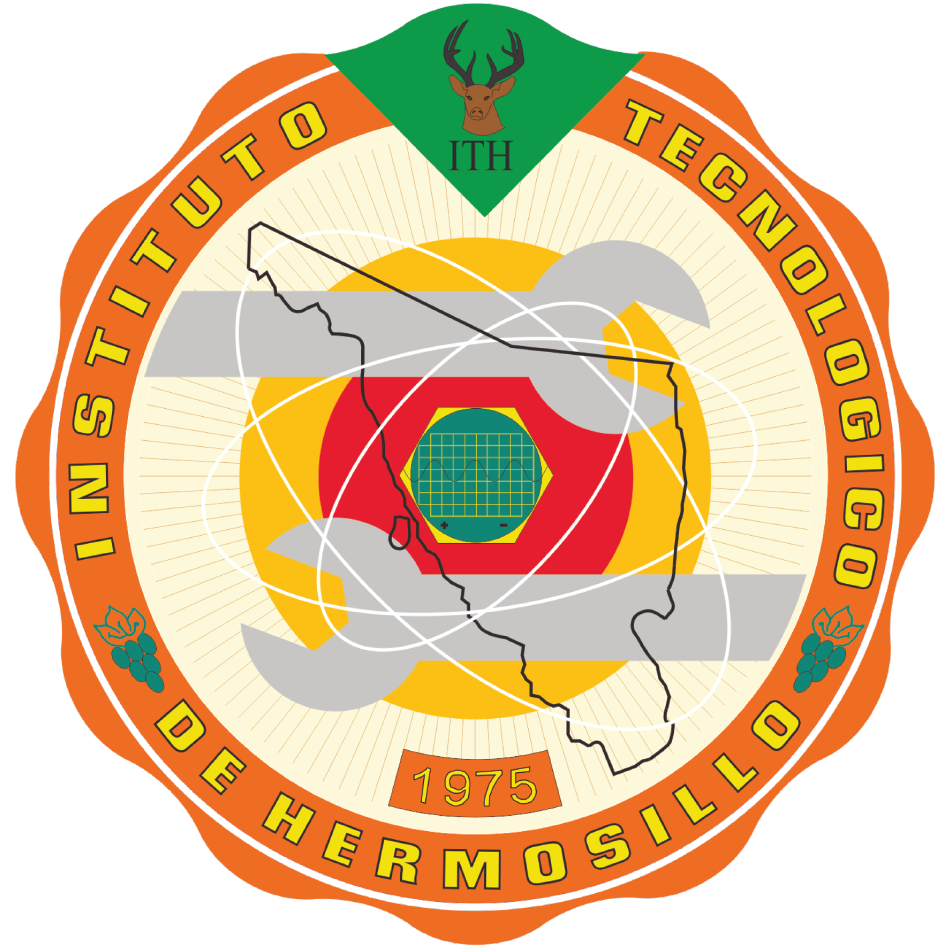 ITH
INSTITUTO TECNOLOGICO
DE HERMOSILLO
1975
+ -